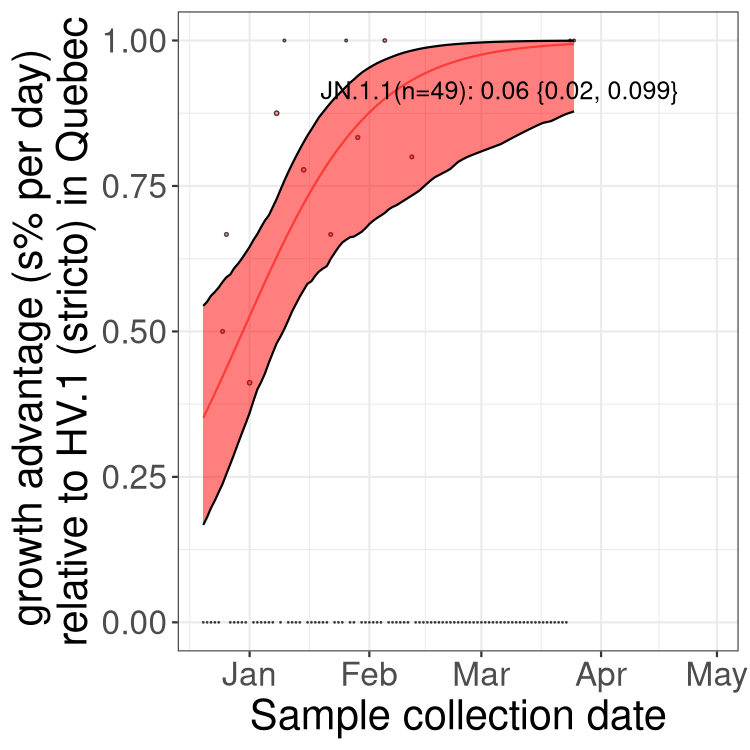 growth advantage (s% per day)
relative to HV.1 (stricto) in Quebec
1.00
0.75
0.50
0.25
0.00
JN.1.1(n=49): 0.06 {0.02, 0.099}
Jan Feb Mar Apr May
Sample collection date